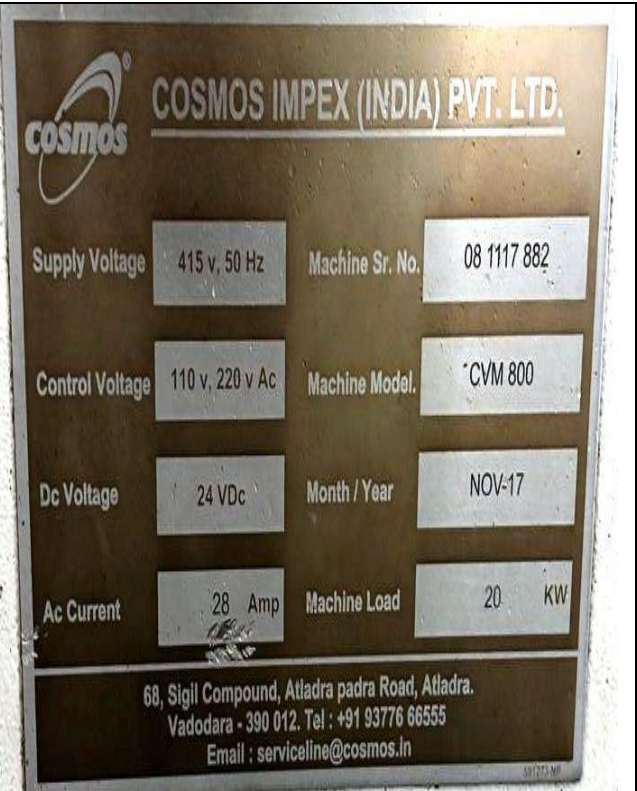 cosmos®
COSMOS IMPEX (INDIA) PVT. LTD.
Supply Voltage 415 v, 50 Hz Machine Sr. No. 08 1117 882
Control Voltage 110 v, 220 v Ac Machine Model. CVM 800
Dc Voltage 24 VDc Month / Year NOV-17
Ac Current 28 Amp Machine Load 20 KW
68, Sigil Compound, Atladra padra Road, Atladra.
Vadodara - 390 012. Tel : +91 93776 66555
Email : serviceline@cosmos.in